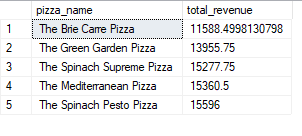 pizza_name total_revenue
1 The Brie Carre Pizza 11588.4998130798
2 The Green Garden Pizza 13955.75
3 The Spinach Supreme Pizza 15277.75
4 The Mediterranean Pizza 15360.5
5 The Spinach Pesto Pizza 15596